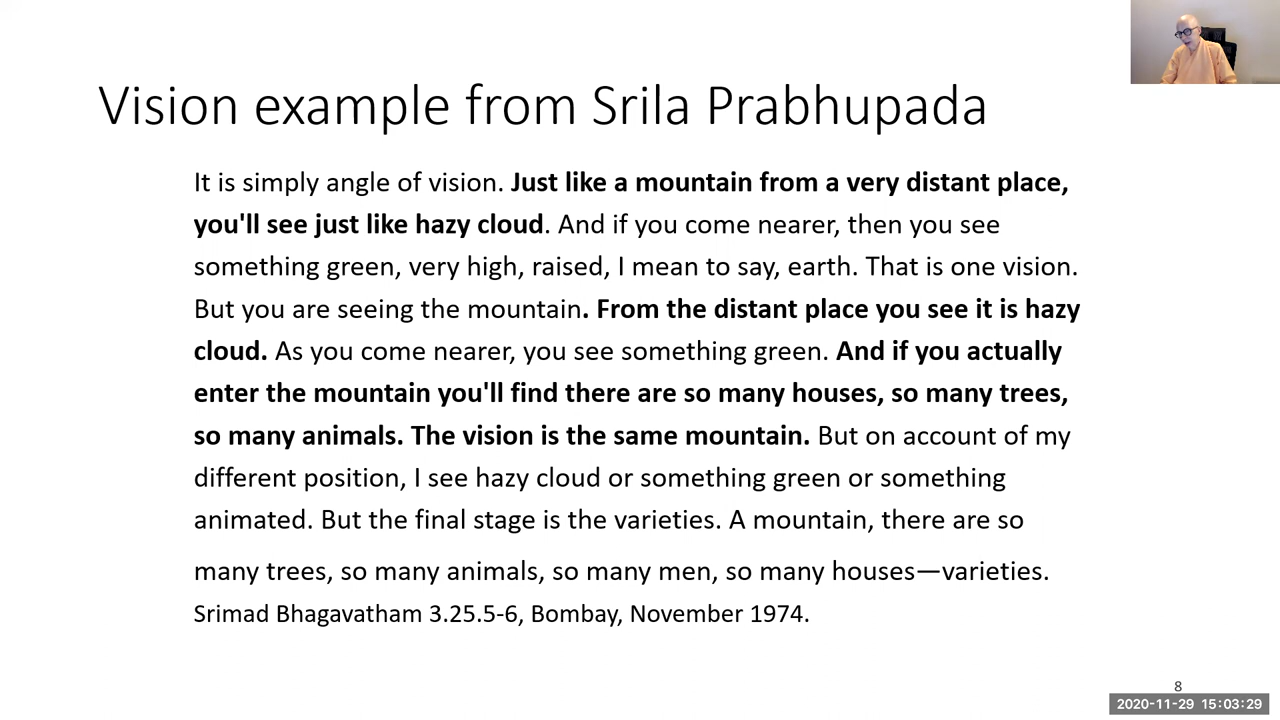 Vision example from Srila Prabhupada
It is simply angle of vision. Just like a mountain from a very distant place,
you'll see just like hazy cloud. And if you come nearer, then you see
something green, very high, raised, I mean to say, earth. That is one vision.
But you are seeing the mountain. From the distant place you see it is hazy
cloud. As you come nearer, you see something green. And if you actually
enter the mountain you'll find there are so many houses, so many trees,
so many animals. The vision is the same mountain. But on account of my
different position, I see hazy cloud or something green or something
animated. But the final stage is the varieties. A mountain, there are so
many trees, so many animals, so many men, so many houses—varieties.
Srimad Bhagavatham 3.25.5-6, Bombay, November 1974.
8
2020-11-29 15:03:29